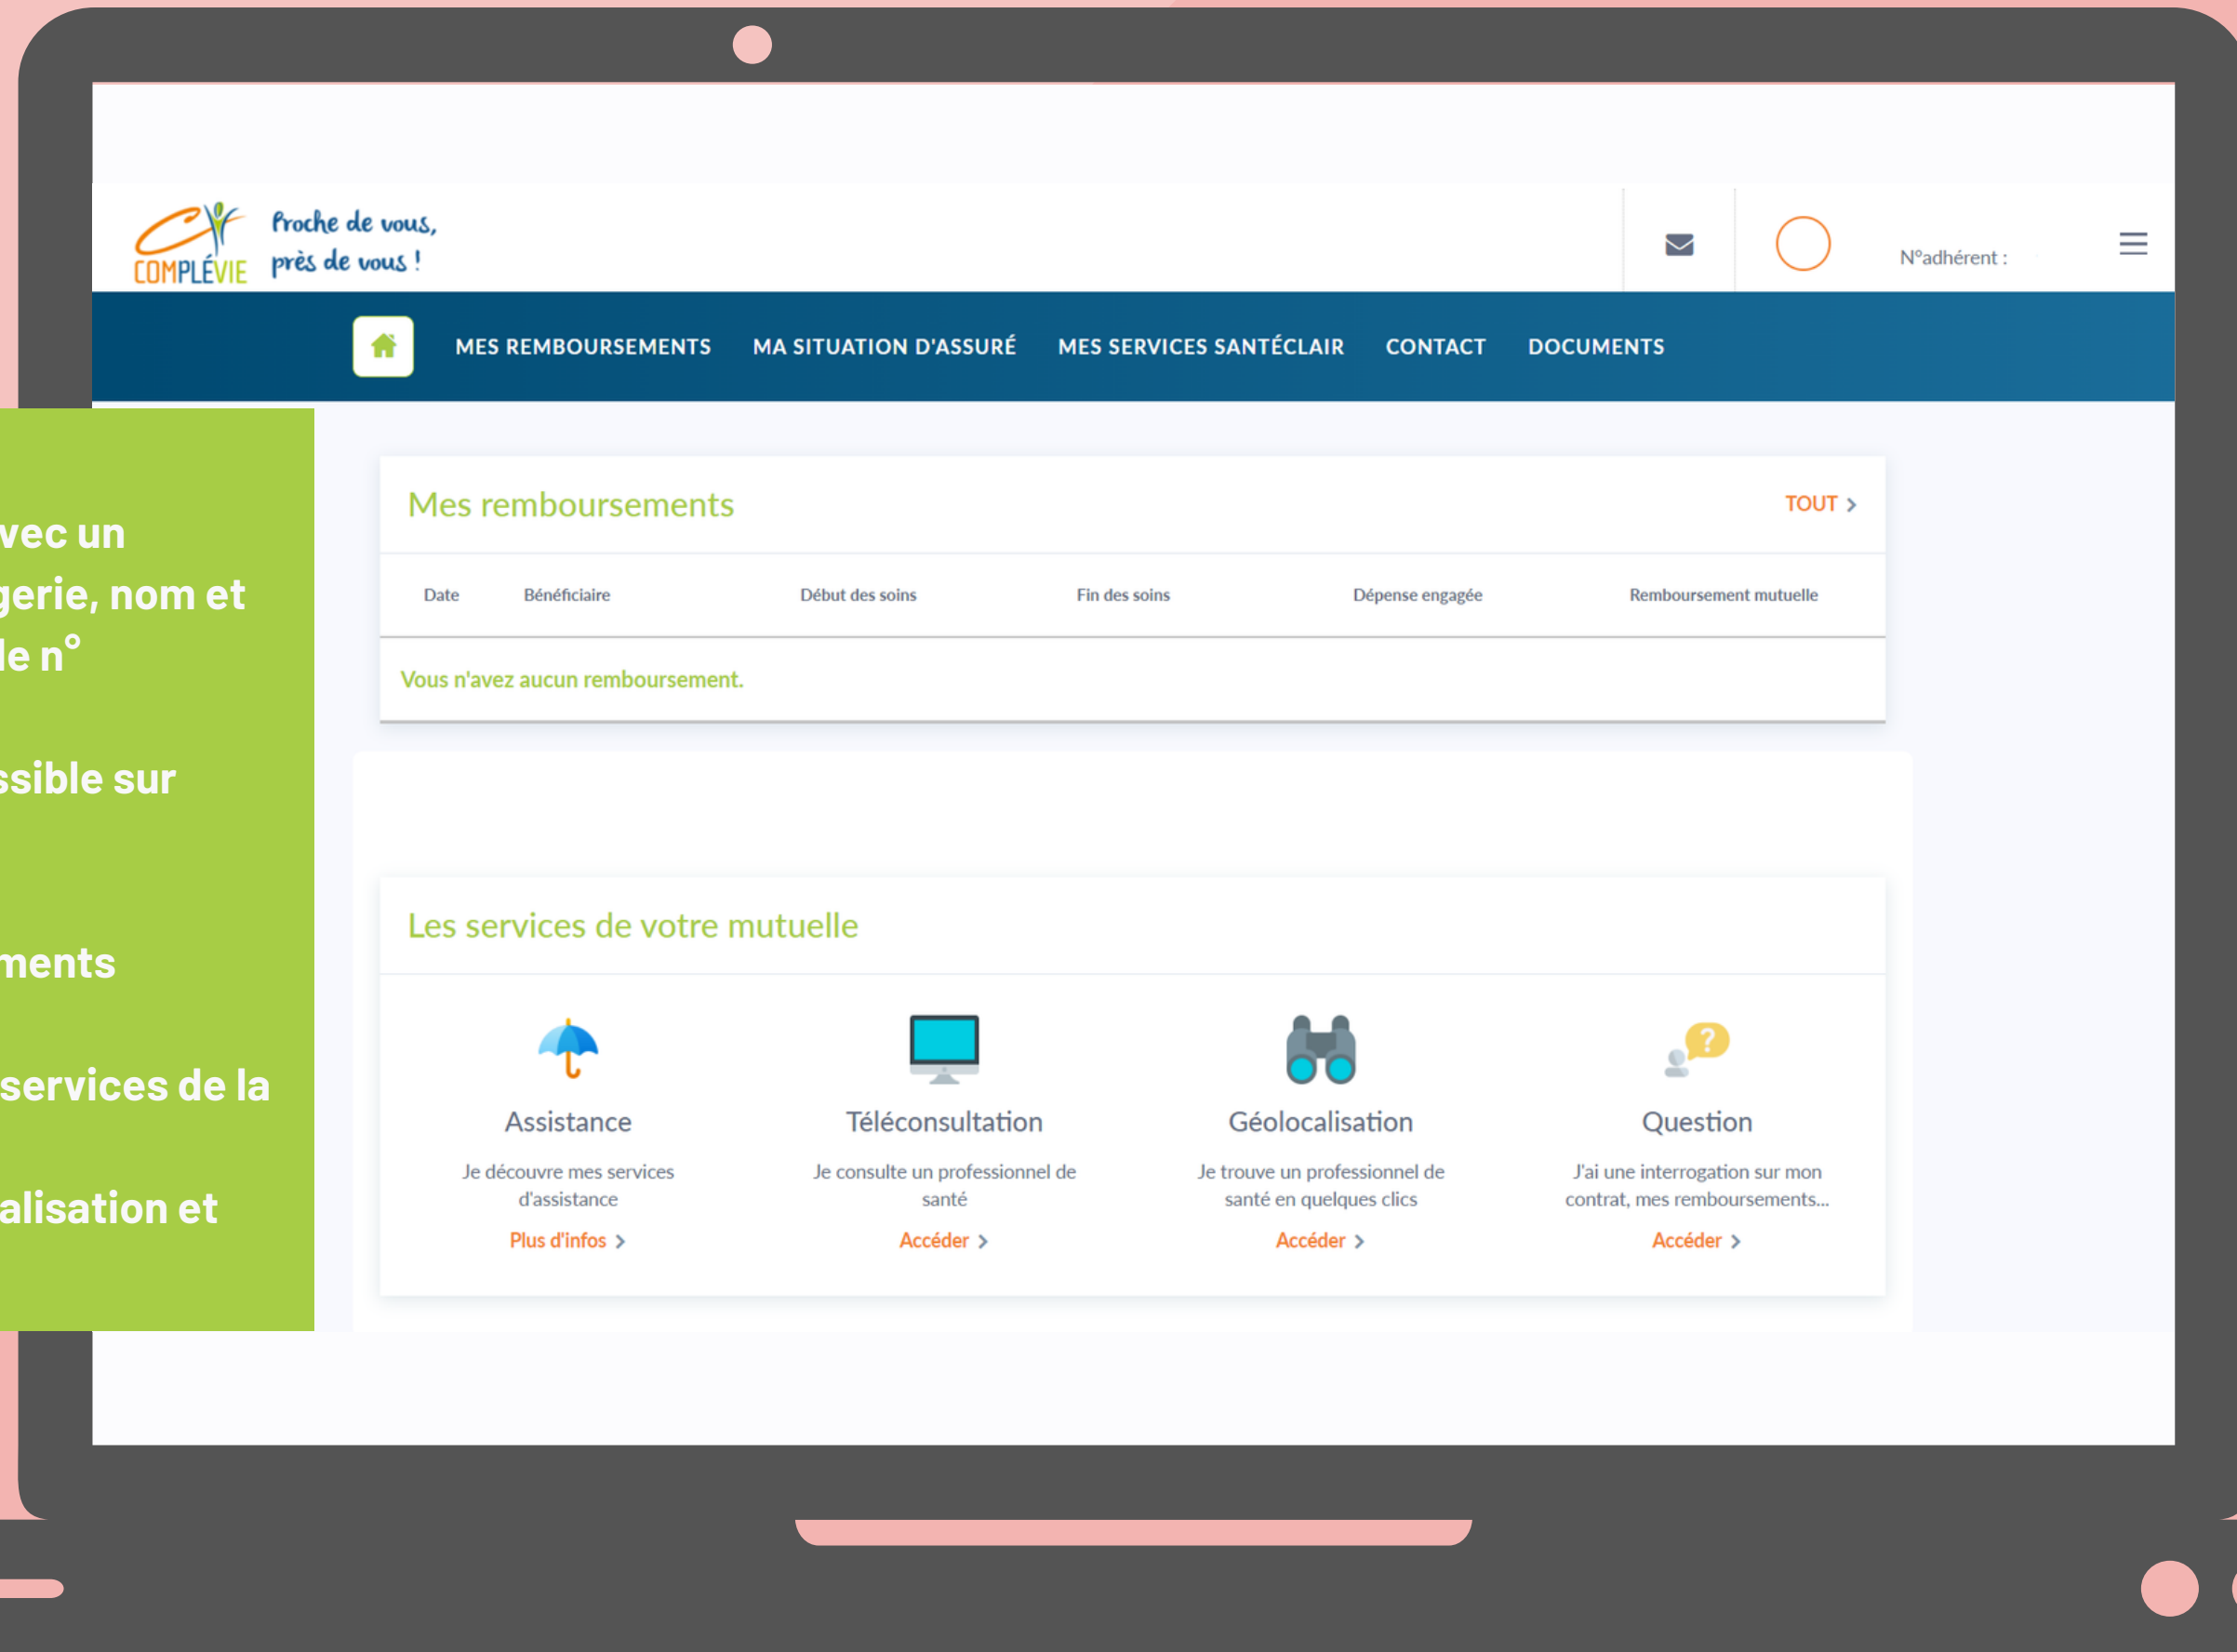 COMPLÉVIE
Proche de vous,
près de vous !
N°adhérent :
MES REMBOURSEMENTS MA SITUATION D'ASSURÉ MES SERVICES SANTÉCLAIR CONTACT DOCUMENTS
vec un
gerie, nom et
le n°
ssible sur
ments
services de la
alisation et
Mes remboursements
TOUT
Date Bénéficiaire Début des soins Fin des soins Dépense engagée Remboursement mutuelle
Vous n'avez aucun remboursement.
Les services de votre mutuelle
Assistance
Je découvre mes services
d'assistance
Plus d'infos
Téléconsultation
Je consulte un professionnel de
santé
Accéder
Géolocalisation
Je trouve un professionnel de
santé en quelques clics
Accéder
?
Question
J'ai une interrogation sur mon
contrat, mes remboursements...
Accéder